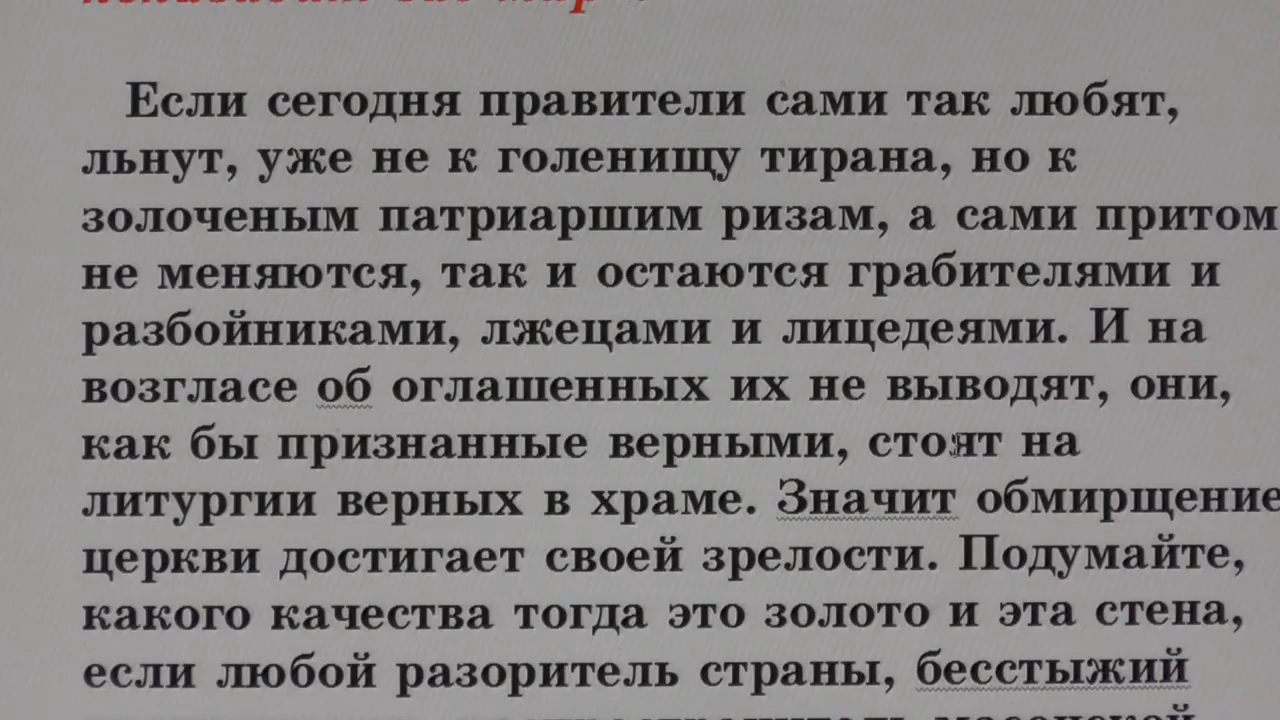 Если сегодня правители сами так любят,
льнут, уже не к голенищу тирана, но к
золоченым патриаршим ризам, а сами притом
не меняются, так и остаются грабителями и
разбойниками, лжецами и лицедеями. И на
возгласе об оглашенных их не выводят, они,
как бы признанные верными, стоят на
литургии верных в храме. Значит обмирщение
церкви достигает своей зрелости. Подумайте,
какого качества тогда это золото и эта стена,
если любой разоритель страны, бесстыжий